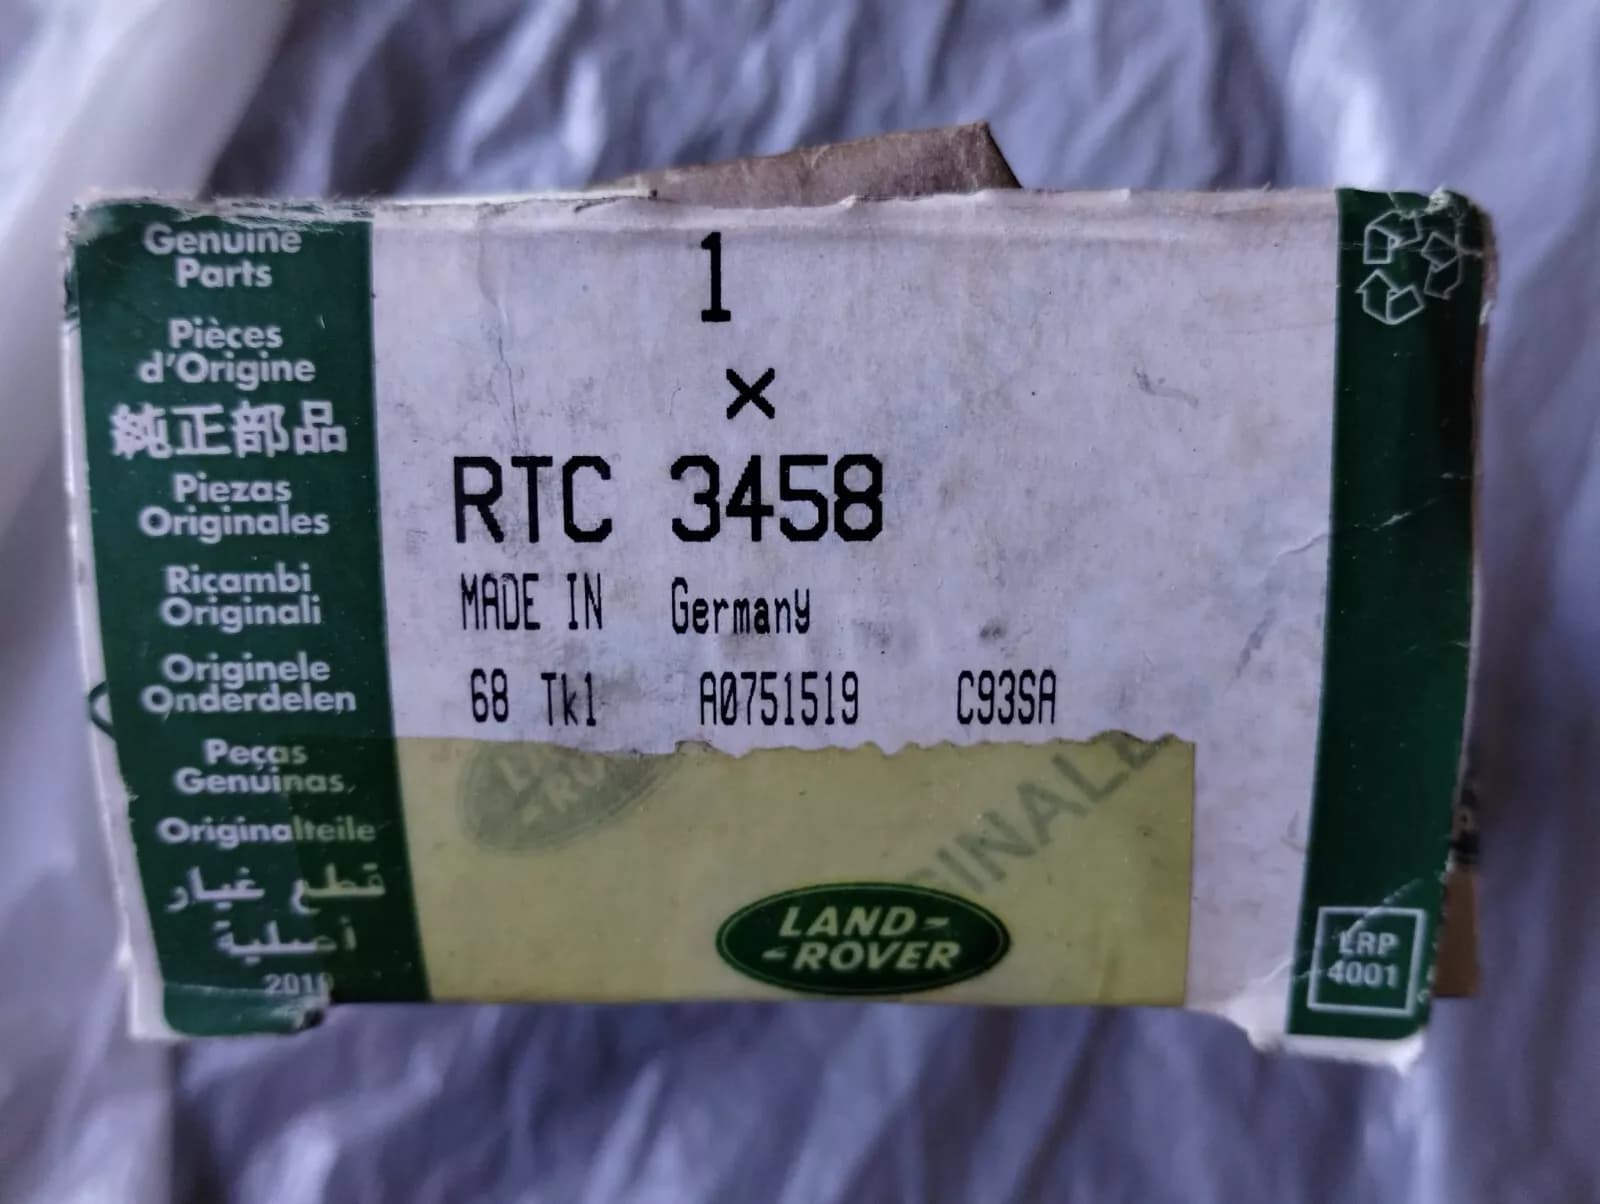 Genuine
Parts
Pièces
d'Origine
純正部品
Piezas
Originales
Ricambi
Originali
Originele
Onderdelen
Peças
Genuinas
Originalteile
قطع غيار
أصلية
1
×
RTC 3458
MADE IN Germany
68 Tk1 A0751519 C93SA
LAND-
-ROVER
LRP
4001